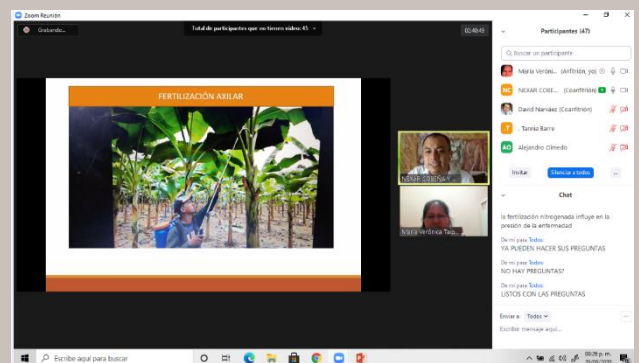 Zoom Reunión
Grabando...
Total de participantes que no tienen video: 45
02:40:49
FERTILIZACIÓN AXILAR
NEXAR COBEÑA
María Verónica
Participantes (47)
Buscar un participante
María Veróni... (Anfitrión, yo)
NC NEXAR COBE... (Coanfitrión)
David Narváez (Coanfitrión)
.T . Tannia Barre
AO Alejandro Olmedo
Invitar
Silenciar a todos
...
Chat
la fertilización nitrogenada influye en la
presión de la enfermedad
De mí para Todos:
YA PUEDEN HACER SUS PREGUNTAS
De mí para Todos:
NO HAY PREGUNTAS?
De mí para Todos:
LISTOS CON LAS PREGUNTAS
Enviar a: Todos
Escribir mensaje aquí...
Escribe aquí para buscar